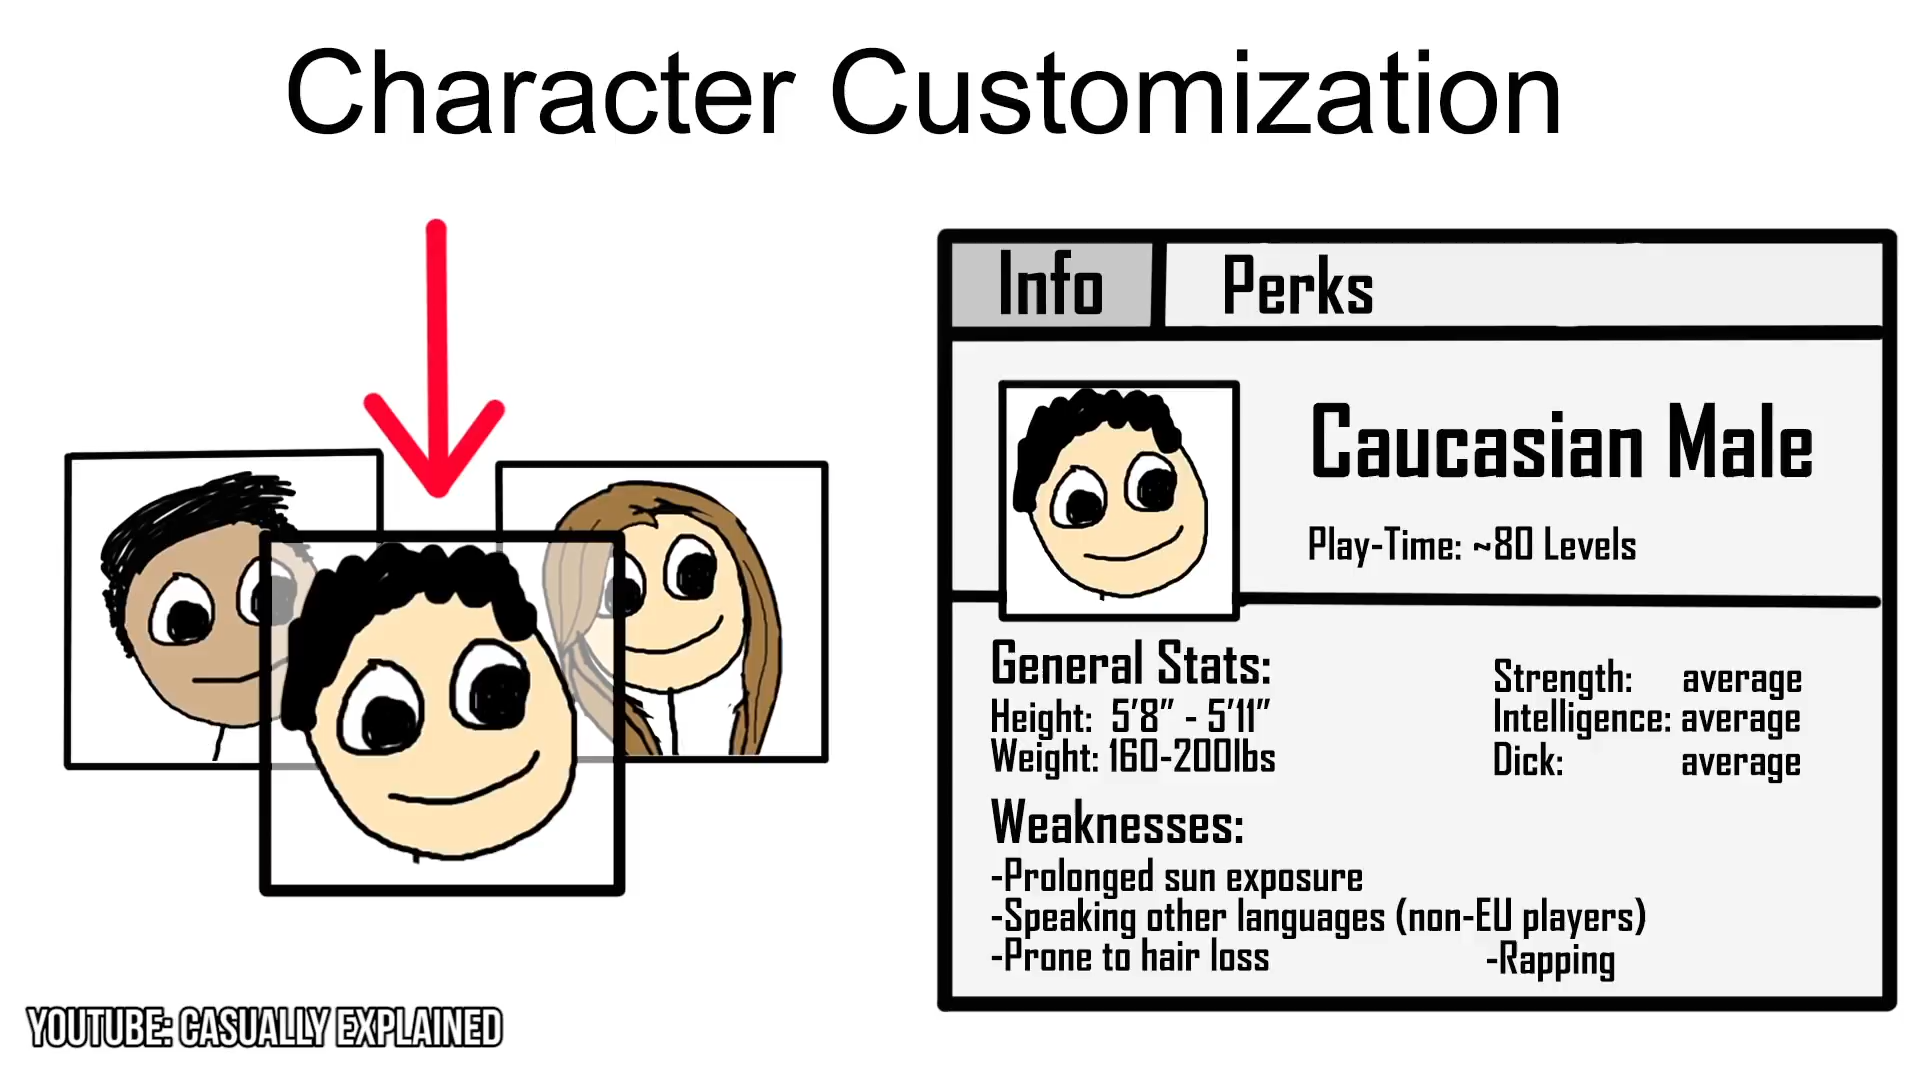 Character Customization
Info
Perks
Caucasian Male
Play-Time: ~80 Levels
General Stats:
Height: 5'8" - 5'11"
Weight: 160-200lbs
Strength: average
Intelligence: average
Dick: average
Weaknesses:
-Prolonged sun exposure
-Speaking other languages (non-EU players)
-Prone to hair loss
-Rapping
YOUTUBE: CASUALLY EXPLAINED